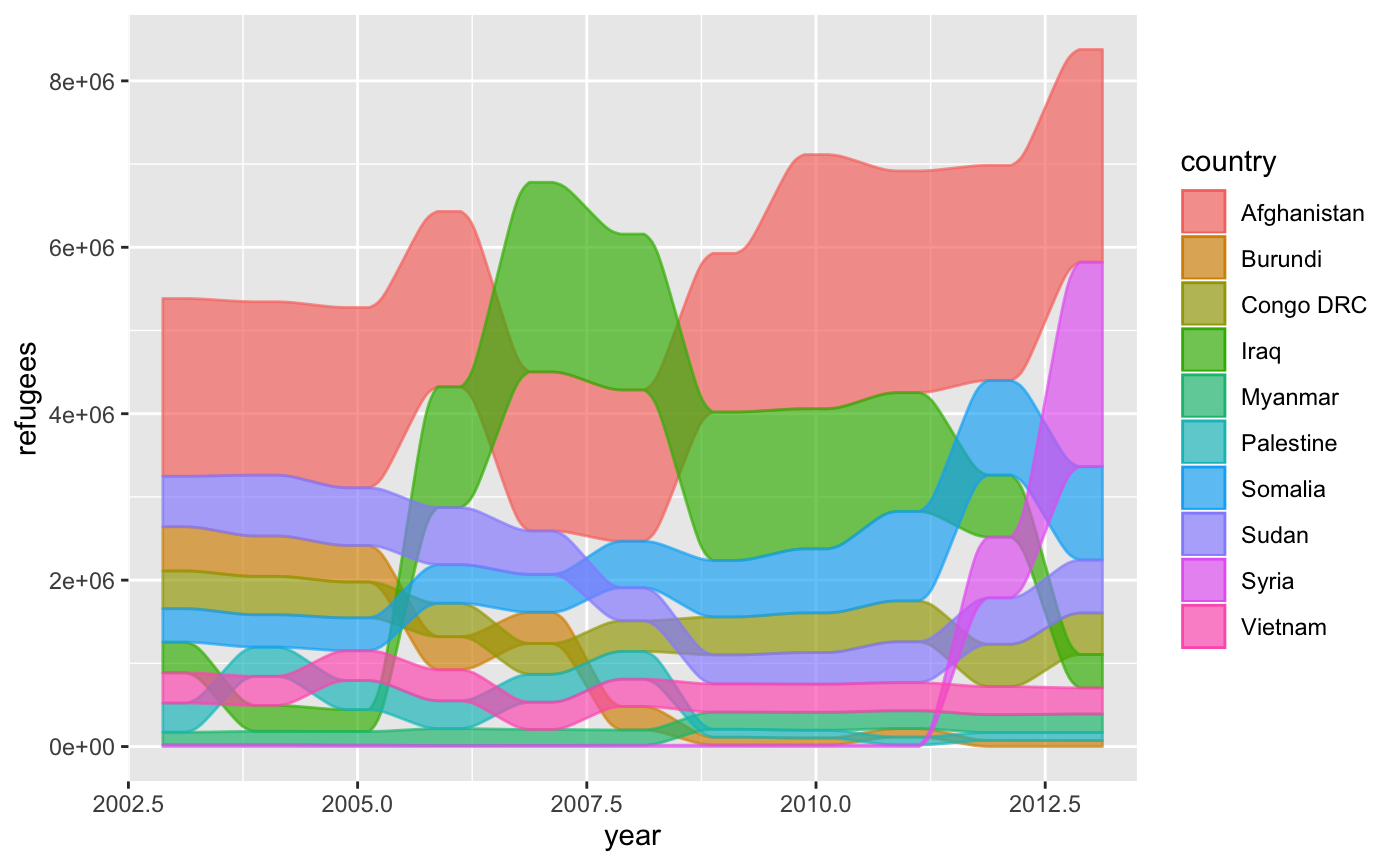 8e+06
6e+06
4e+06
2e+06
0e+00
refugees
2002.5 2005.0 2007.5 2010.0 2012.5
year
country
Afghanistan
Burundi
Congo DRC
Iraq
Myanmar
Palestine
Somalia
Sudan
Syria
Vietnam